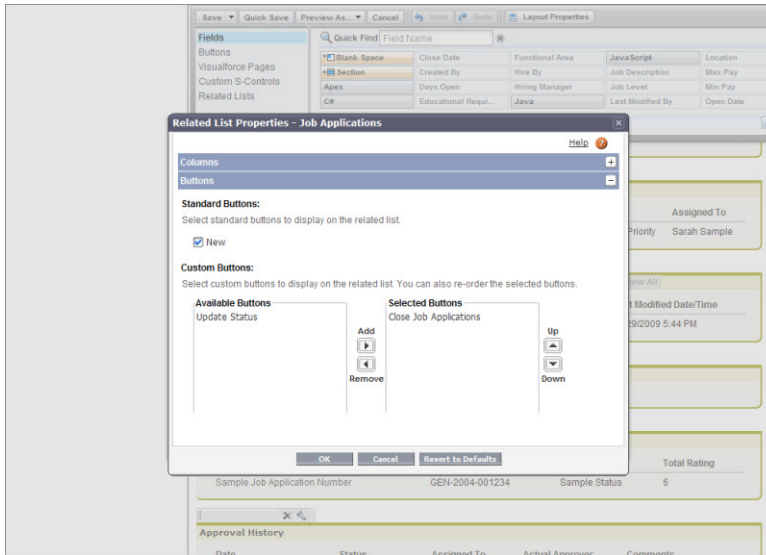 Save Quick Save Preview As... Cancel Undo Redo Layout Properties
Fields
Buttons
Visualforce Pages
Custom S-Controls
Related Lists
Quick Find Field Name
*Blank Space Close Date Functional Area JavaScript Location
*Section Created By Hire By Job Description Max Pay
Apex Days Open Hiring Manager Job Level Min Pay
C# Educational Requi... Java Last Modified By Open Date
Related List Properties - Job Applications
Help
Columns
Buttons
Standard Buttons:
Select standard buttons to display on the related list.
New
Custom Buttons:
Select custom buttons to display on the related list. You can also re-order the selected buttons.
Available Buttons
Update Status
Add
Remove
Selected Buttons
Close Job Applications
Up
Down
OK Cancel Revert to Defaults
Assigned To
Priority Sarah Sample
All
Modified Date/Time
5:44 PM
Total Rating
Sample Job Application Number GEN-2004-001234 Sample Status 6
Approval History
Date Status Assigned To Actual Approver Comments